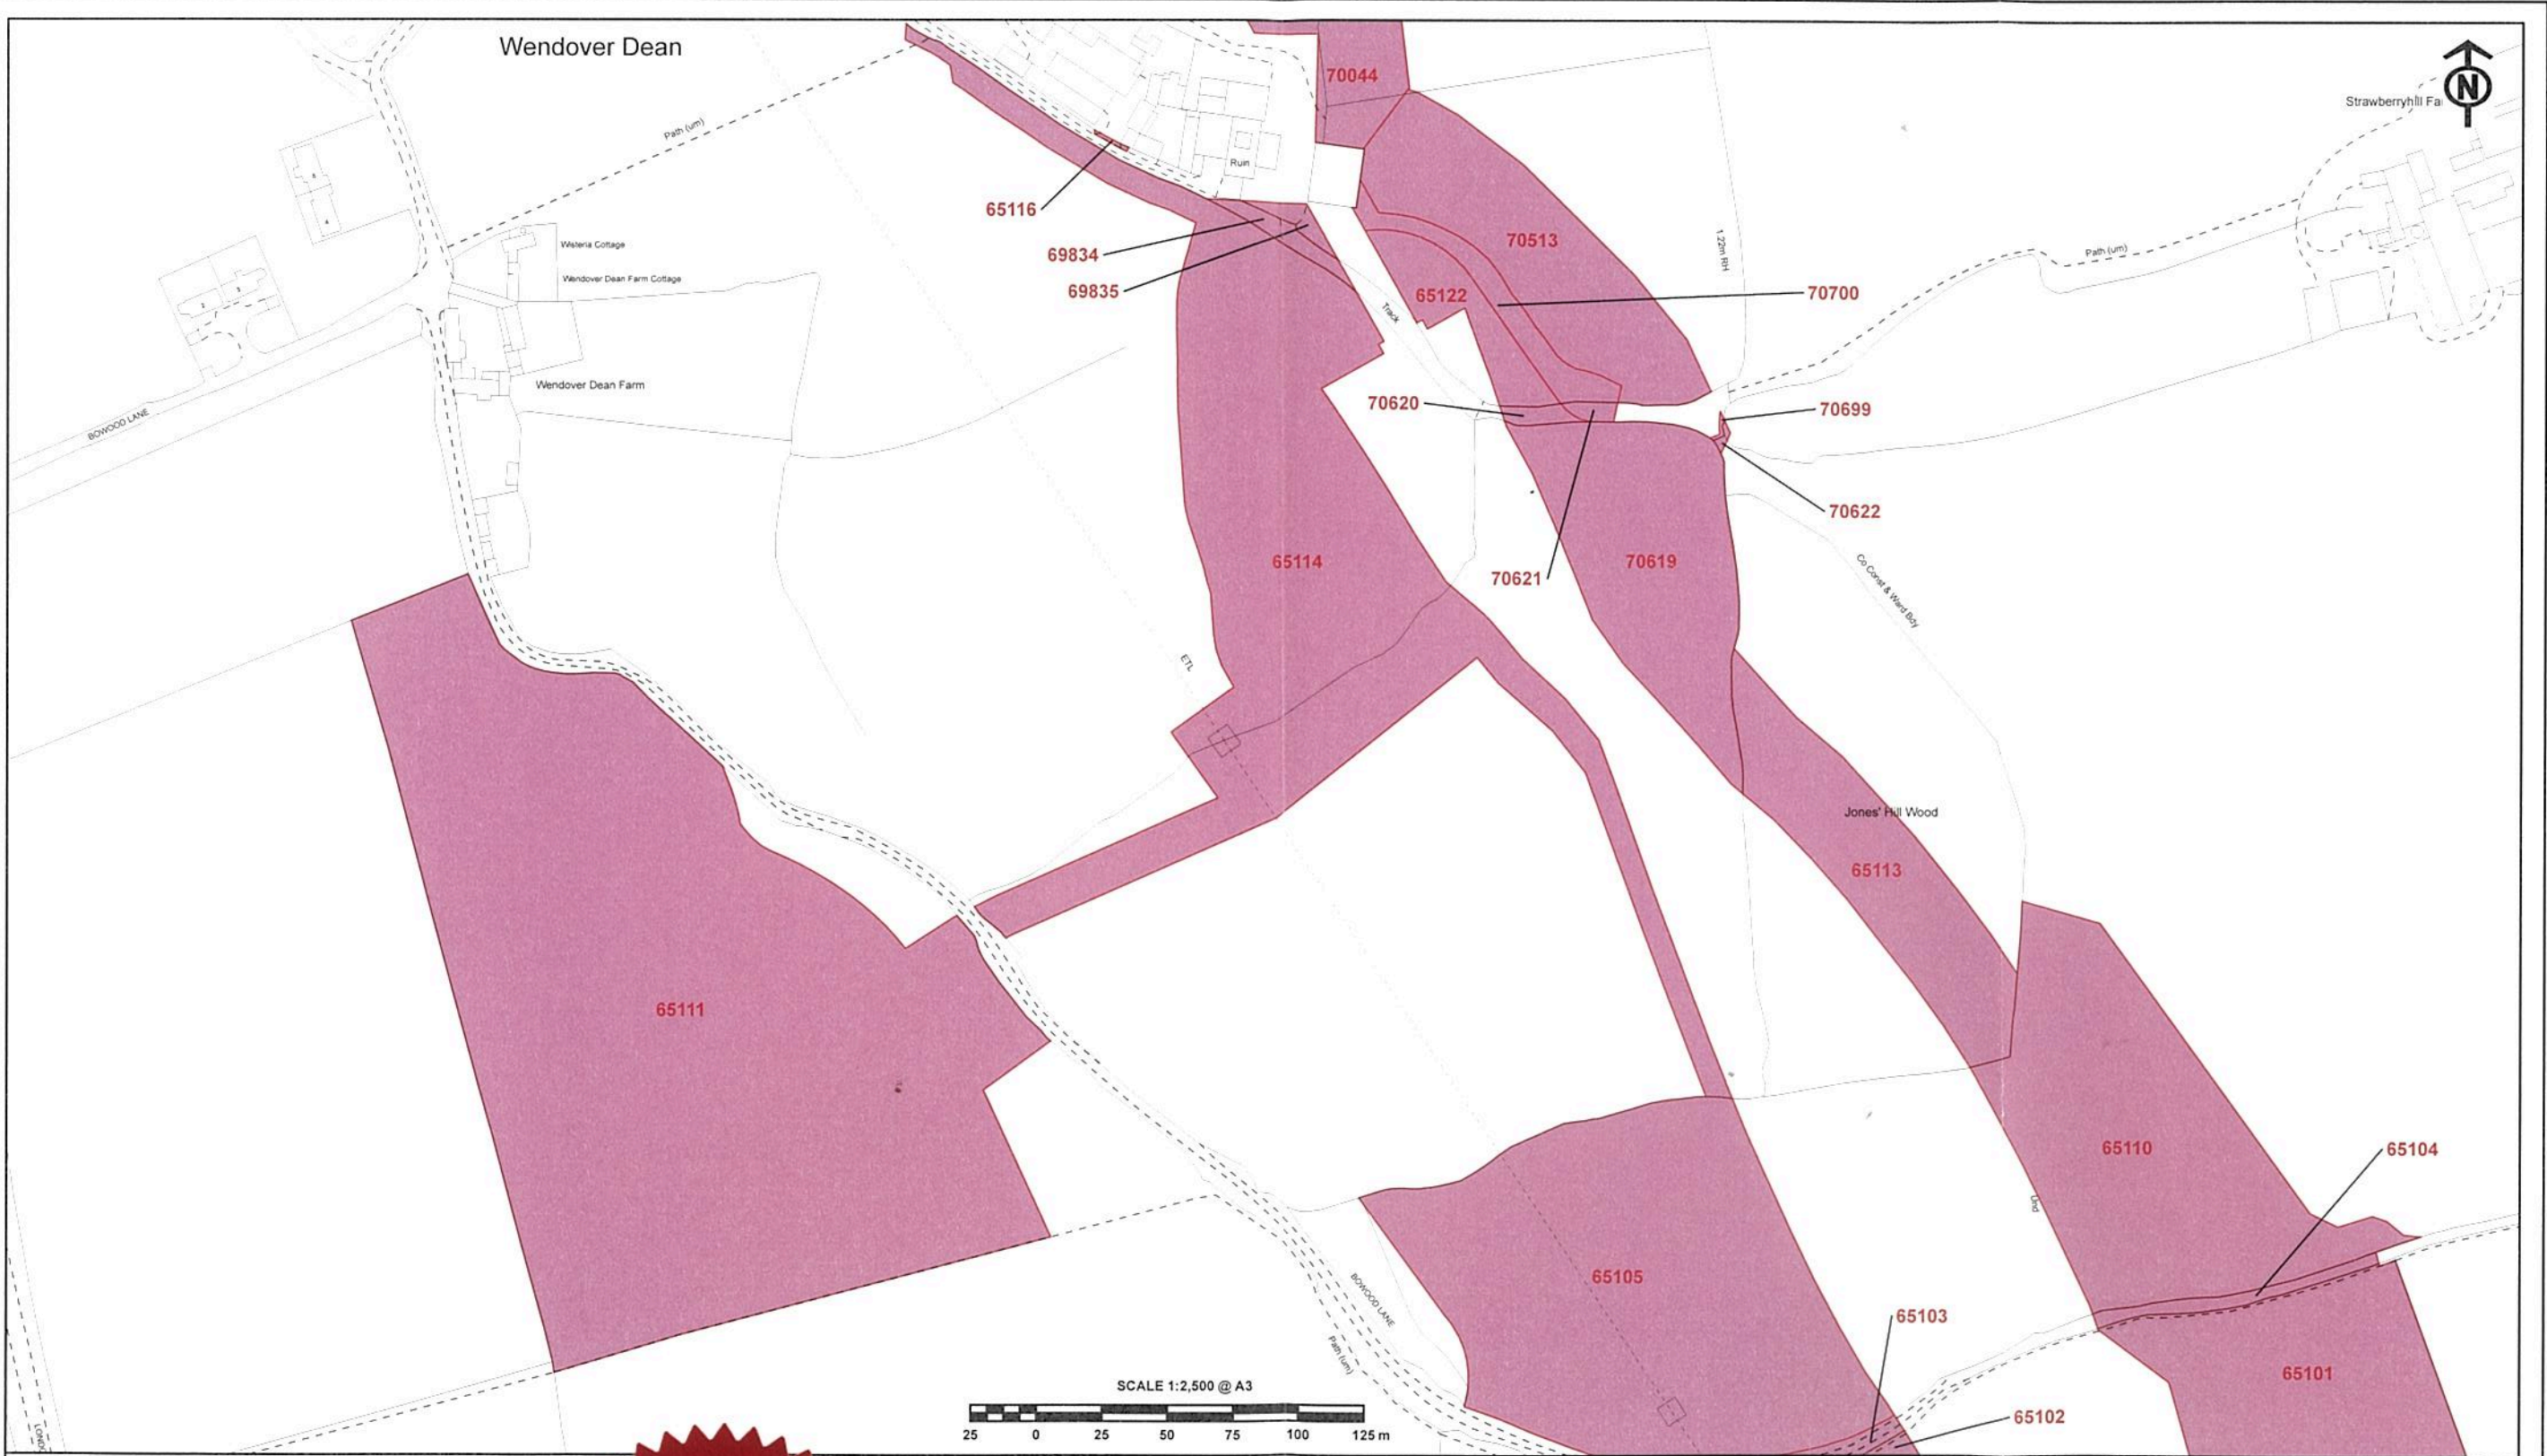 Wendover Dean
70044
N
Strawberryhill Fa
Path (um)
Ruin
65116
69834
69835
70513
1.22m RH
Path (um)
Wisteria Cottage
Wendover Dean Farm Cottage
65122
70700
Track
Wendover Dean Farm
BOWOOD LANE
70620
70699
70622
65114
70621
70619
Co Const & Ward Bdy
ETL
Jones' Hill Wood
65113
65111
65110
65104
Und
65105
65103
BOWOOD LANE
Path (um)
65101
65102
SCALE 1:2,500 @ A3
25 0 25 50 75 100 125 m